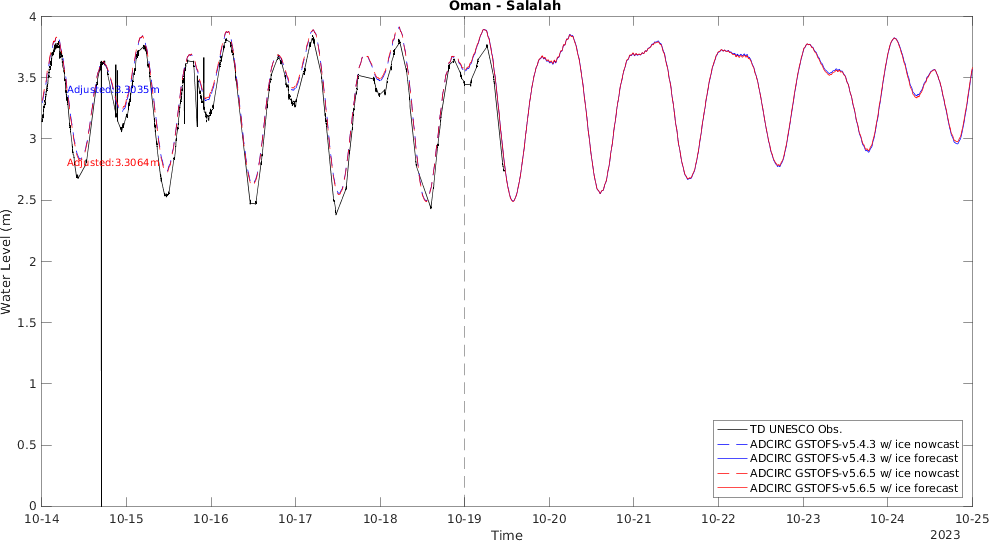 Oman - Salalah
Water Level (m)
4
3.5
3
2.5
2
1.5
1
0.5
0
Adjusted:3.3035m
Adjusted:3.3064m
TD UNESCO Obs.
ADCIRC GSTOFS-v5.4.3 w/ ice nowcast
ADCIRC GSTOFS-v5.4.3 w/ ice forecast
ADCIRC GSTOFS-v5.6.5 w/ ice nowcast
ADCIRC GSTOFS-v5.6.5 w/ ice forecast
10-14 10-15 10-16 10-17 10-18 10-19 10-20 10-21 10-22 10-23 10-24 10-25
Time
2023